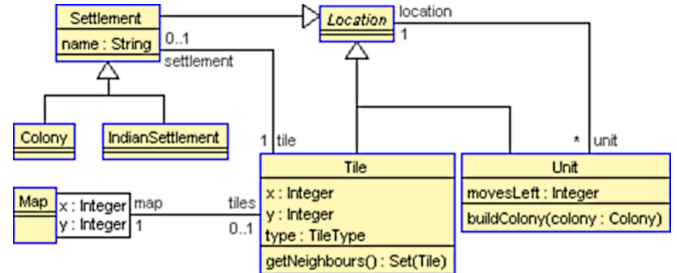 Settlement
name : String
Location
location
1
0..1
settlement
Colony
IndianSettlement
1 tile
* unit
Tile
x : Integer
y : Integer
type : TileType
getNeighbours() : Set(Tile)
Unit
movesLeft : Integer
buildColony(colony : Colony)
Map
x : Integer
y : Integer
map
1
tiles
0..1